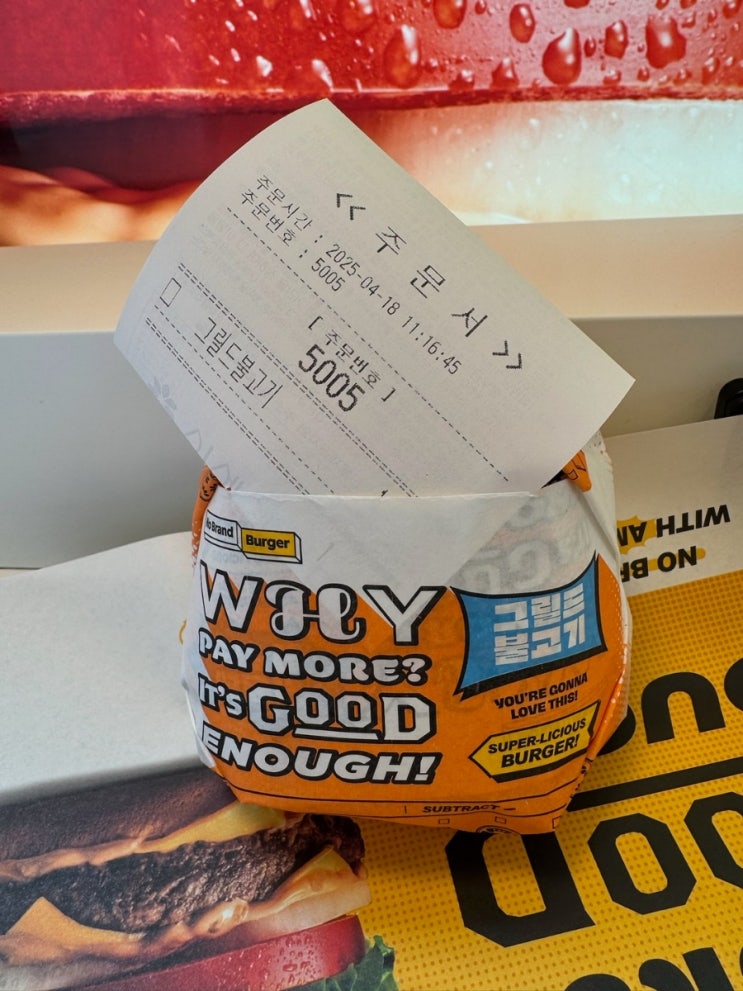 << 주 문 서 >>
주문시간 : 2025-04-18 11:16:45
주문번호 : 5005
[ 주문번호 ]
5005
그릴드불고기
No Brand Burger
WHY
PAY MORE?
IT'S GOOD
ENOUGH!
그릴드
불고기
YOU'RE GONNA
LOVE THIS!
SUPER-LICIOUS
BURGER!
SUBTRACT
NO BR
WITH AN